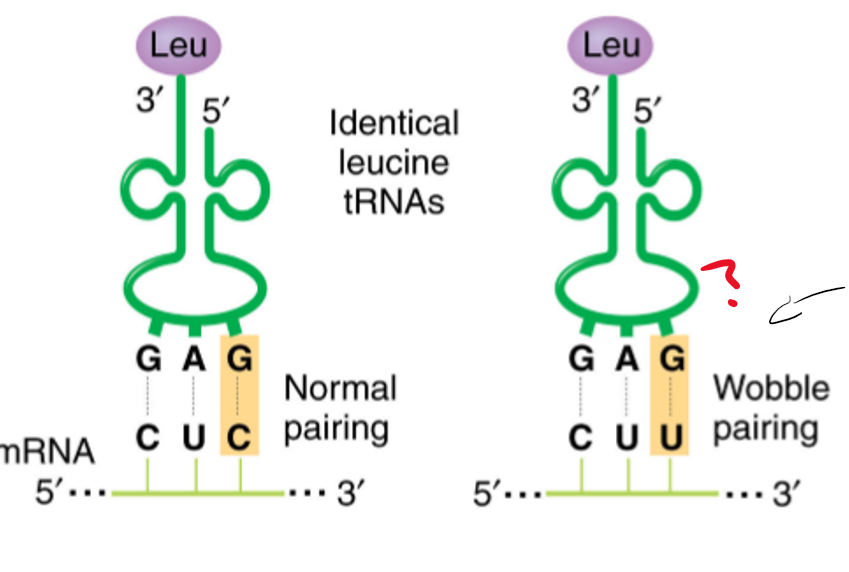 Leu
3′ 5′
Identical
leucine
tRNAs
G A G
C U C
Normal
pairing
mRNA
5′... ... 3′
Leu
3′ 5′
?
G A G
C U U
Wobble
pairing
5′... ... 3′